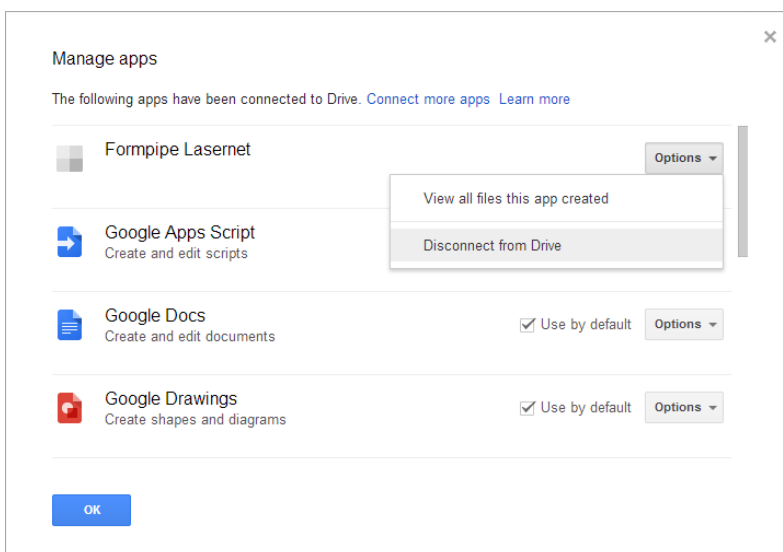 Manage apps
The following apps have been connected to Drive. Connect more apps Learn more
Formpipe Lasernet
Options
View all files this app created
Disconnect from Drive
Google Apps Script
Create and edit scripts
Google Docs
Create and edit documents
Use by default
Options
Google Drawings
Create shapes and diagrams
Use by default
Options
OK